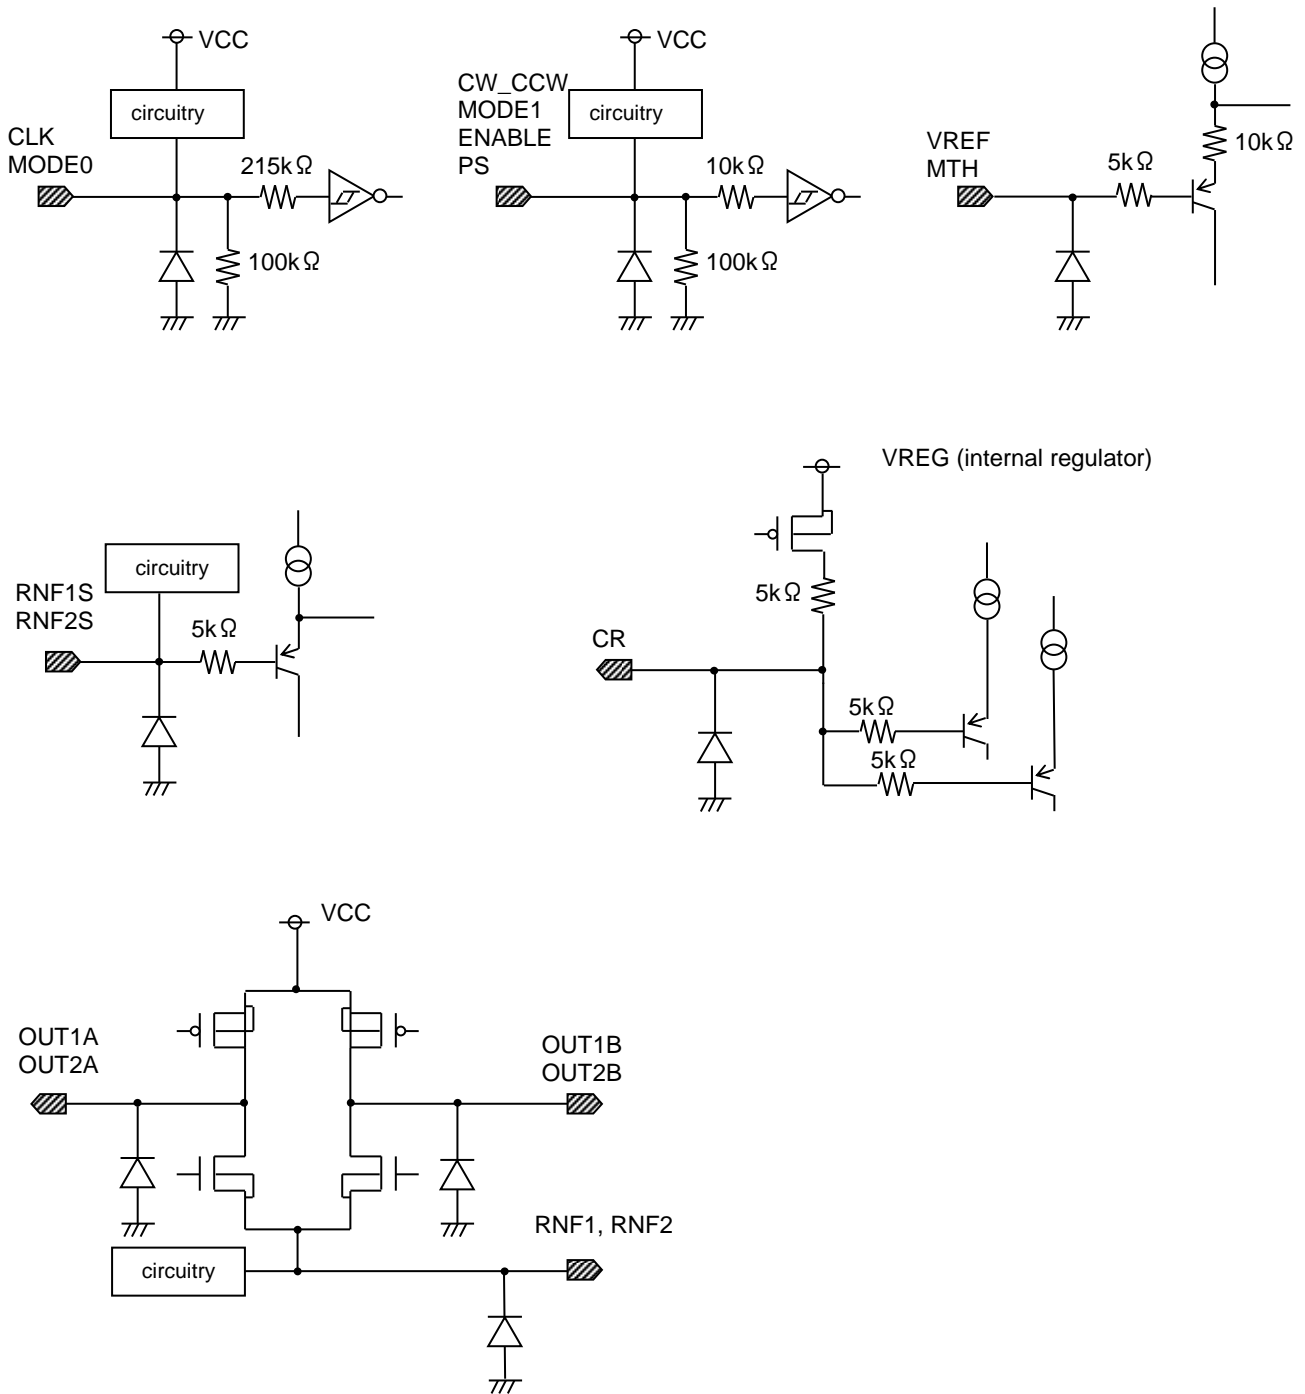 VCC
circuitry
CLK
MODE0
215kΩ
100kΩ
VCC
CW_CCW
MODE1
ENABLE
PS
circuitry
10kΩ
100kΩ
VREF
MTH
5kΩ
10kΩ
circuitry
RNF1S
RNF2S
5kΩ
VREG (internal regulator)
5kΩ
CR
5kΩ
5kΩ
VCC
OUT1A
OUT2A
OUT1B
OUT2B
RNF1, RNF2
circuitry